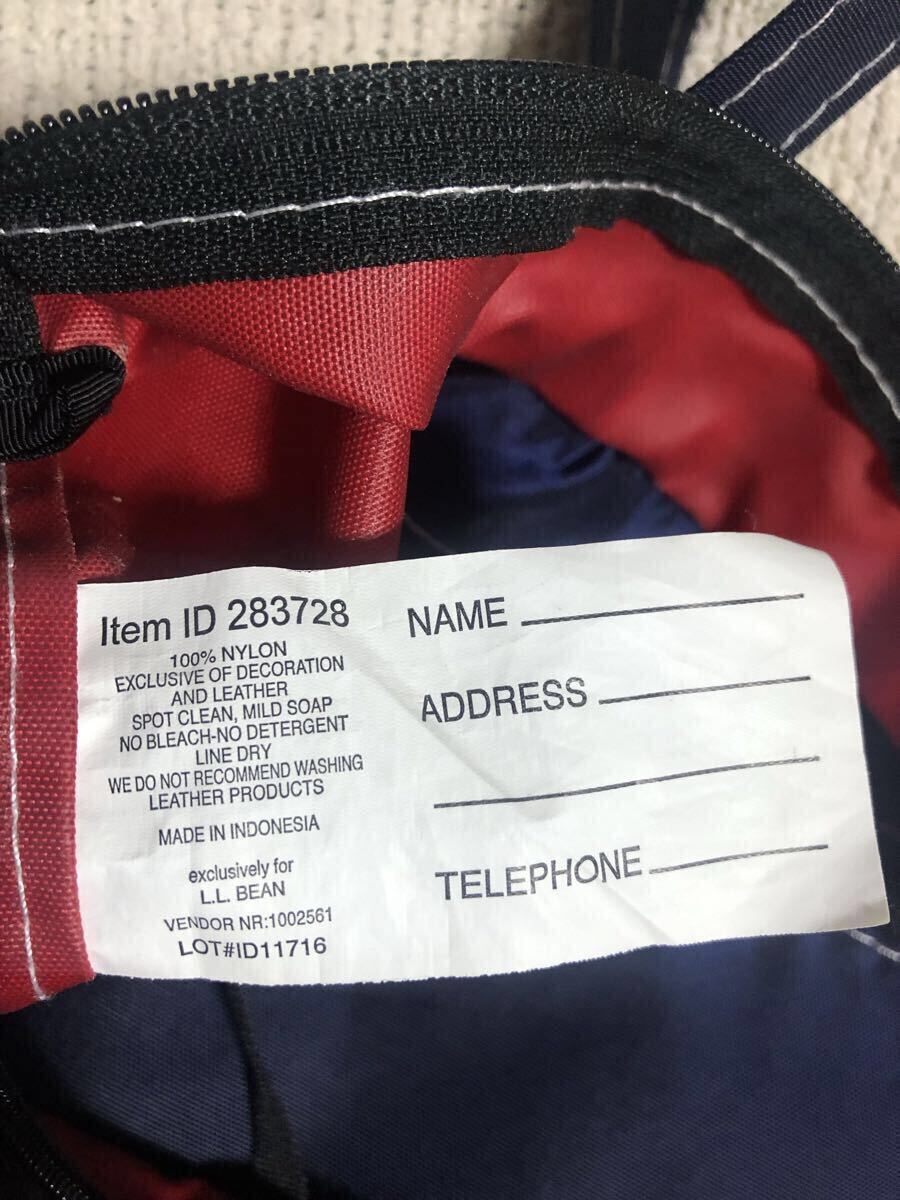 Item ID 283728
100% NYLON
EXCLUSIVE OF DECORATION
AND LEATHER
SPOT CLEAN, MILD SOAP
NO BLEACH-NO DETERGENT
LINE DRY
WE DO NOT RECOMMEND WASHING
LEATHER PRODUCTS
MADE IN INDONESIA
exclusively for
L.L. BEAN
VENDOR NR:1002561
LOT#ID11716
NAME
ADDRESS
TELEPHONE